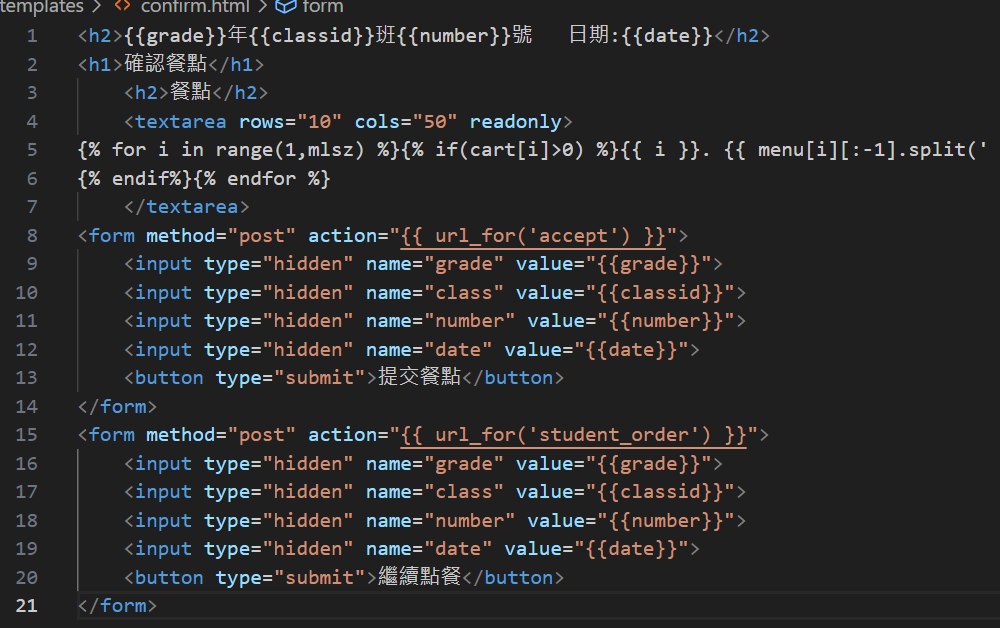 templates > <> confirm.html > form
1 <h2>{{grade}}年{{classid}}班{{number}}號   日期:{{date}}</h2>
2 <h1>確認餐點</h1>
3     <h2>餐點</h2>
4     <textarea rows="10" cols="50" readonly>
5 {% for i in range(1,mlsz) %}{% if(cart[i]>0) %}{{ i }}. {{ menu[i][:-1].split('
6 {% endif%}{% endfor %}
7     </textarea>
8 <form method="post" action="{{ url_for('accept') }}">
9     <input type="hidden" name="grade" value="{{grade}}">
10     <input type="hidden" name="class" value="{{classid}}">
11     <input type="hidden" name="number" value="{{number}}">
12     <input type="hidden" name="date" value="{{date}}">
13     <button type="submit">提交餐點</button>
14 </form>
15 <form method="post" action="{{ url_for('student_order') }}">
16     <input type="hidden" name="grade" value="{{grade}}">
17     <input type="hidden" name="class" value="{{classid}}">
18     <input type="hidden" name="number" value="{{number}}">
19     <input type="hidden" name="date" value="{{date}}">
20     <button type="submit">繼續點餐</button>
21 </form>